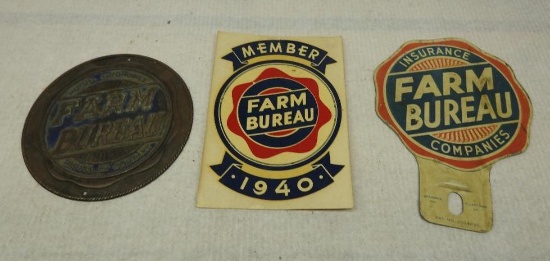 FARM
BUREAU
MEMBER
FARM
BUREAU
1940
INSURANCE
FARM
BUREAU
COMPANIES